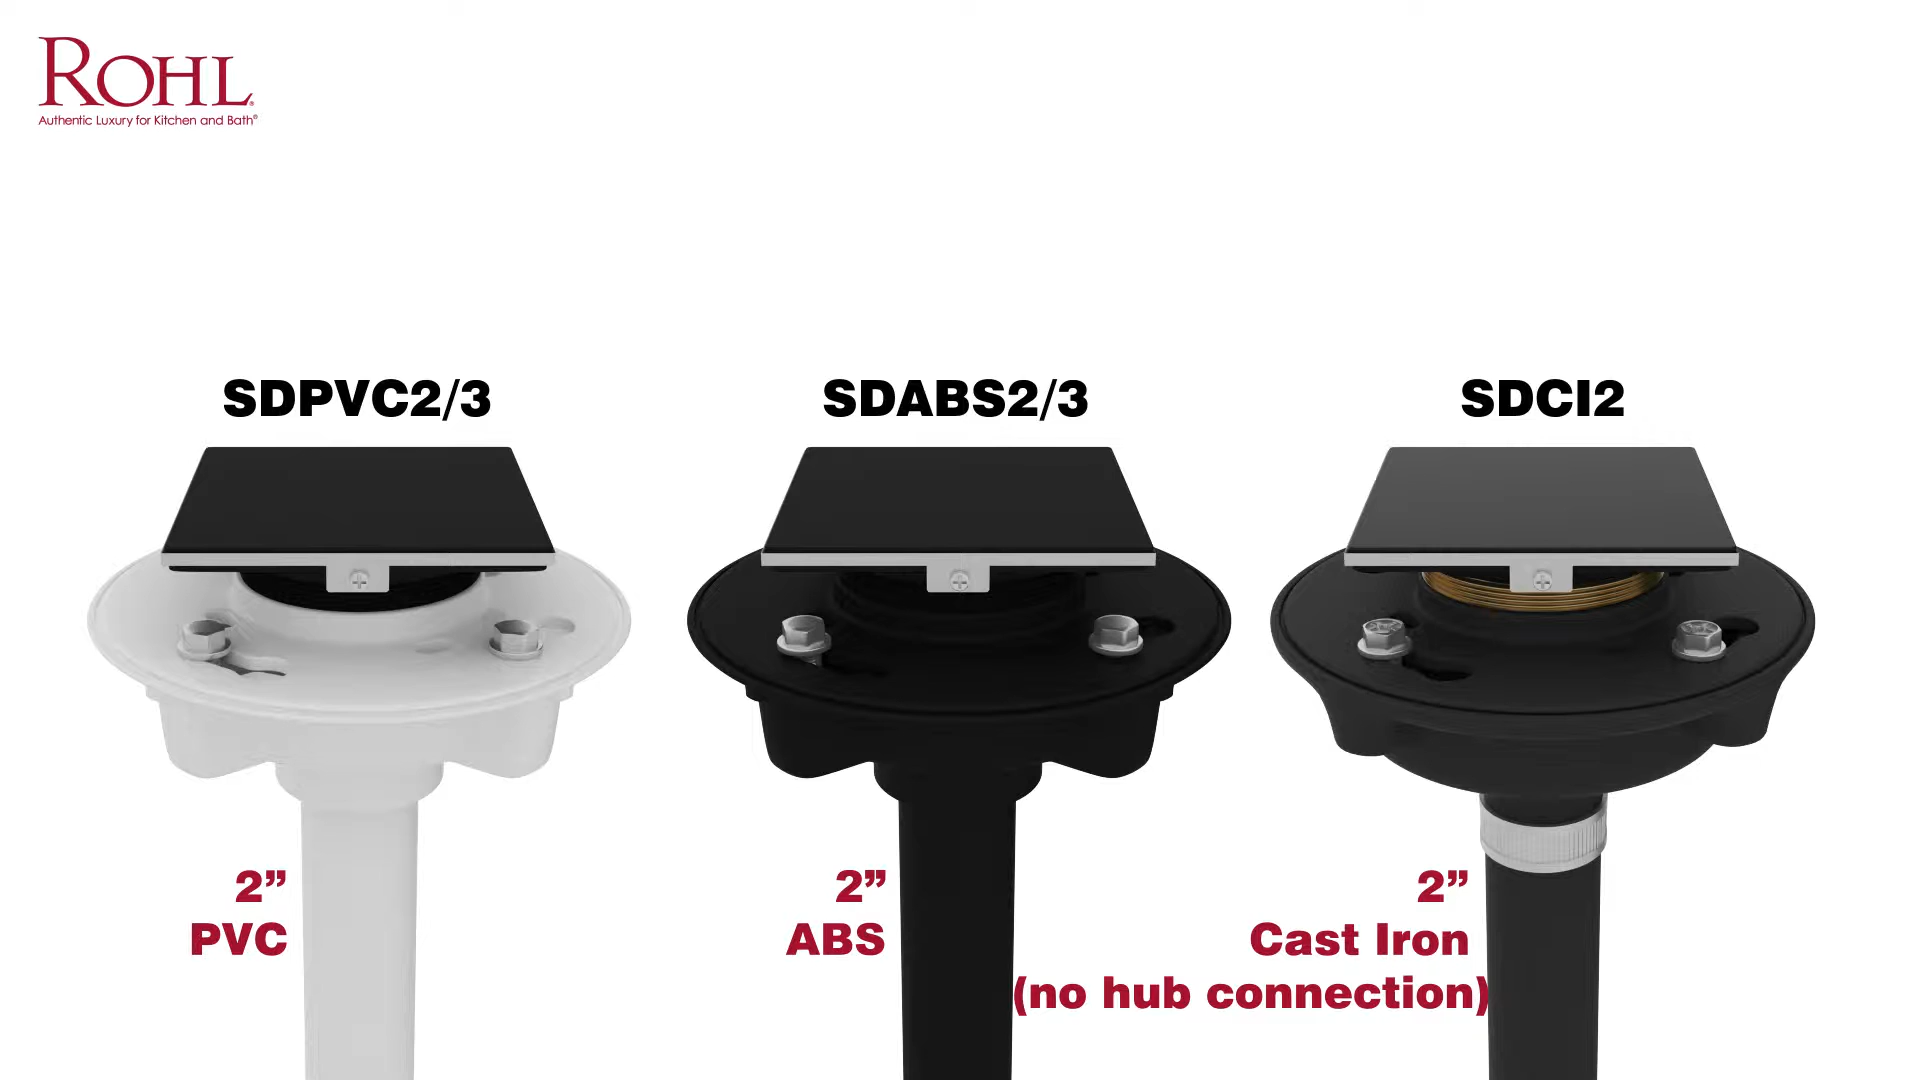 ROHL
Authentic Luxury for Kitchen and Bath®
SDPVC2/3
SDABS2/3
SDCI2
2”
PVC
2”
ABS
2”
Cast Iron
(no hub connection)